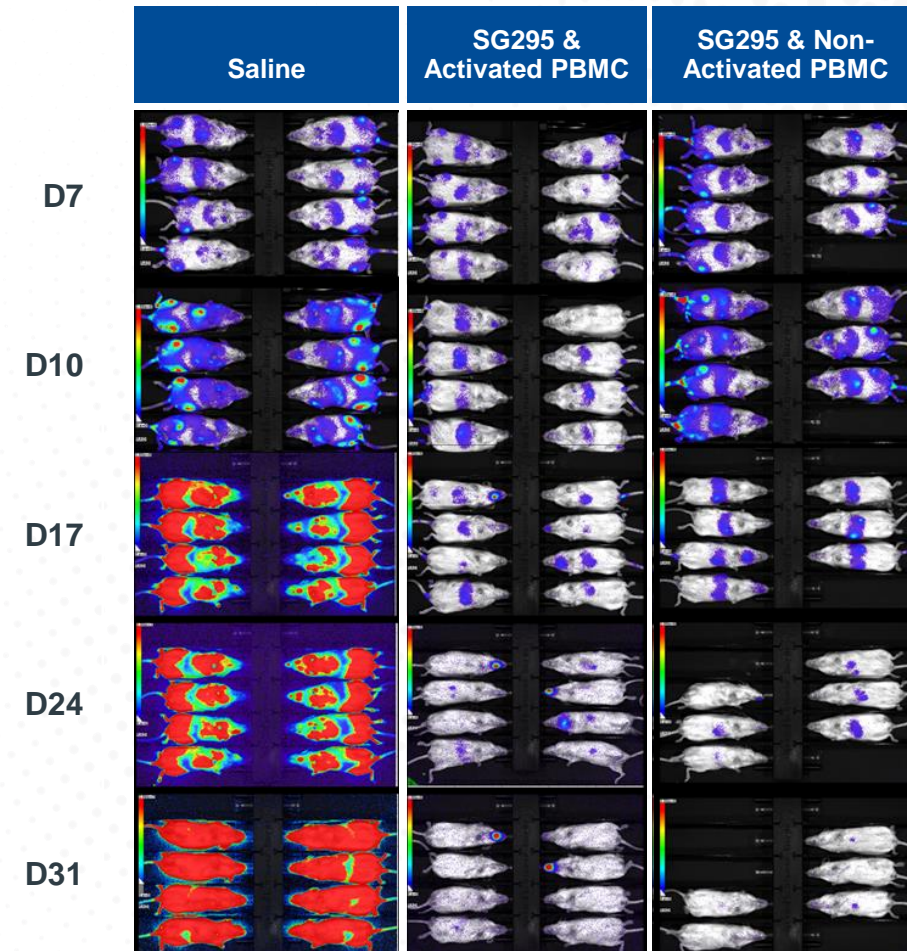 Saline
SG295 &
Activated PBMC
SG295 & Non-
Activated PBMC
D7
D10
D17
D24
D31